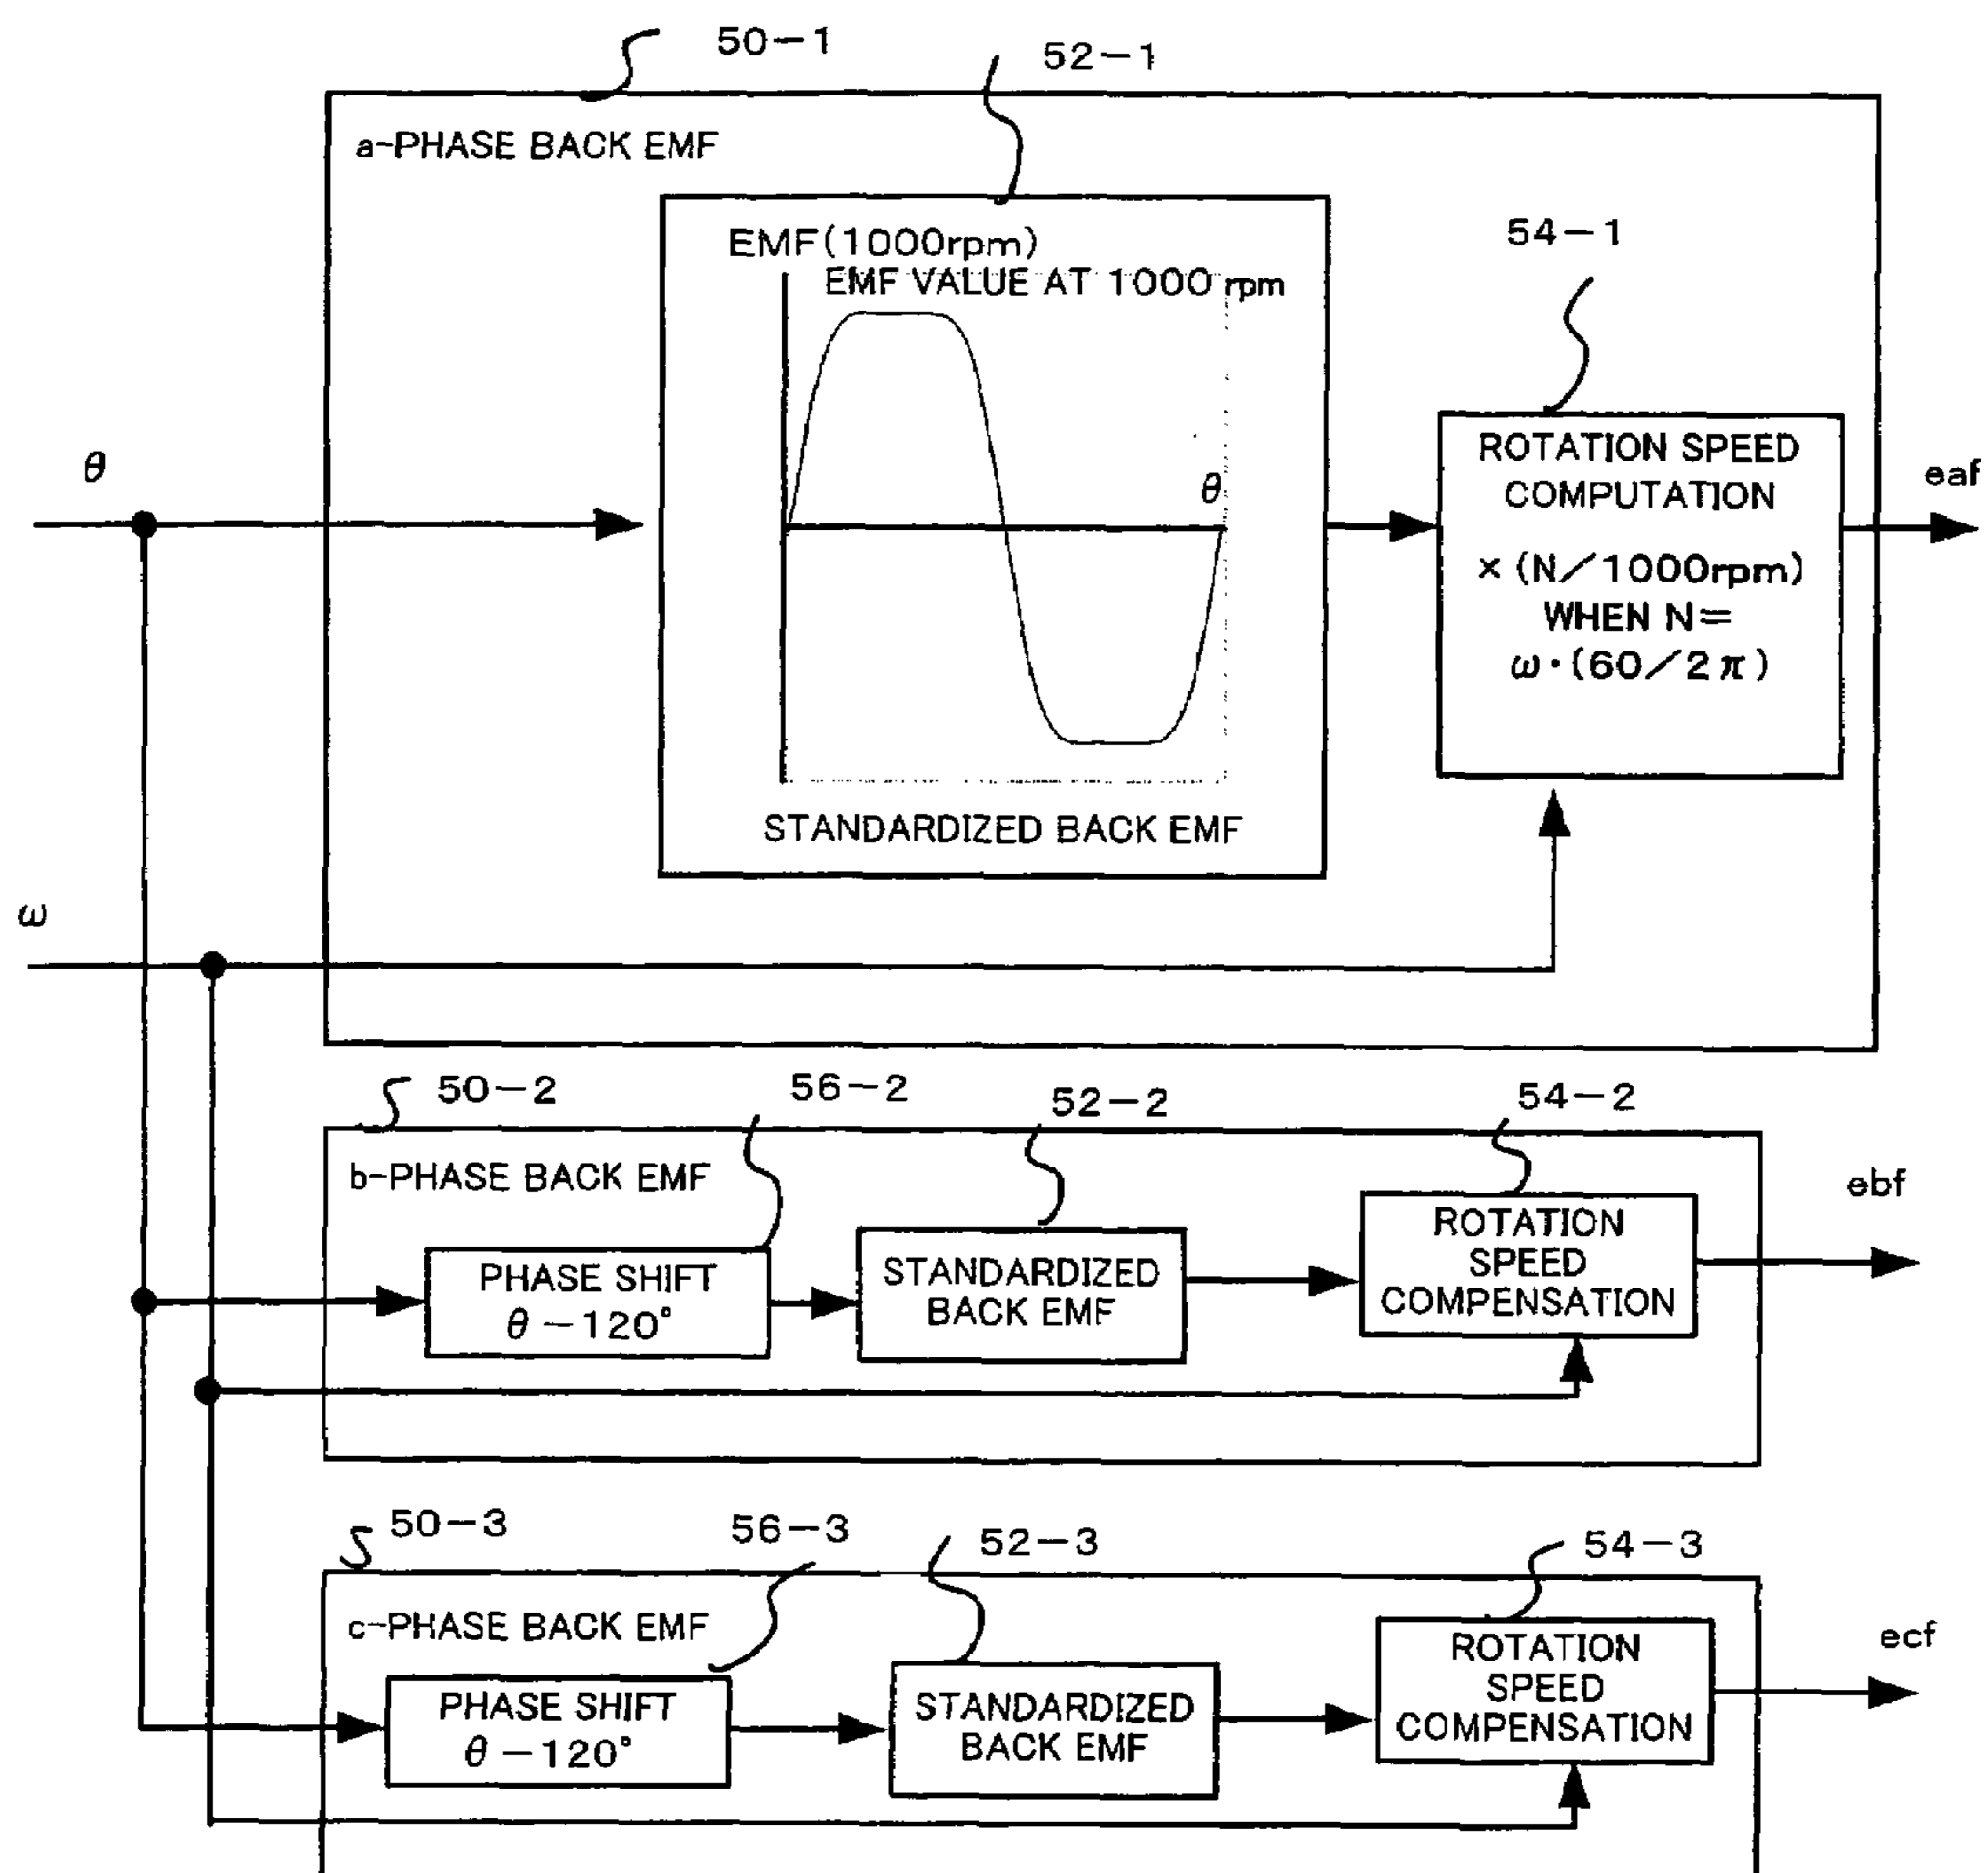 50-1
52-1
a-PHASE BACK EMF
EMF(1000rpm)
EMF VALUE AT 1000 rpm
θ
STANDARDIZED BACK EMF
54-1
ROTATION SPEED
COMPUTATION
×(N/1000rpm)
WHEN N=
ω·(60/2π)
eaf
θ
ω
50-2
56-2
52-2
54-2
b-PHASE BACK EMF
PHASE SHIFT
θ-120°
STANDARDIZED
BACK EMF
ROTATION
SPEED
COMPENSATION
ebf
50-3
56-3
52-3
54-3
c-PHASE BACK EMF
PHASE SHIFT
θ-120°
STANDARDIZED
BACK EMF
ROTATION
SPEED
COMPENSATION
ecf